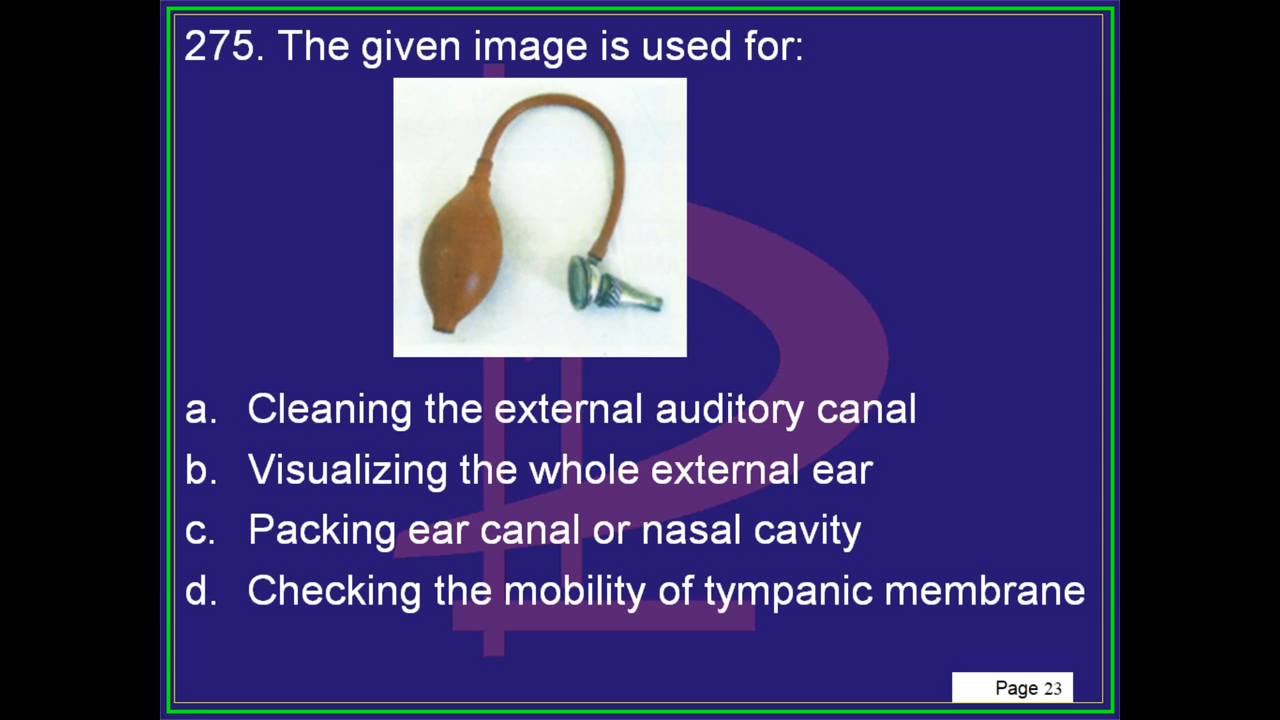 275. The given image is used for:
a. Cleaning the external auditory canal
b. Visualizing the whole external ear
c. Packing ear canal or nasal cavity
d. Checking the mobility of tympanic membrane
Page 23